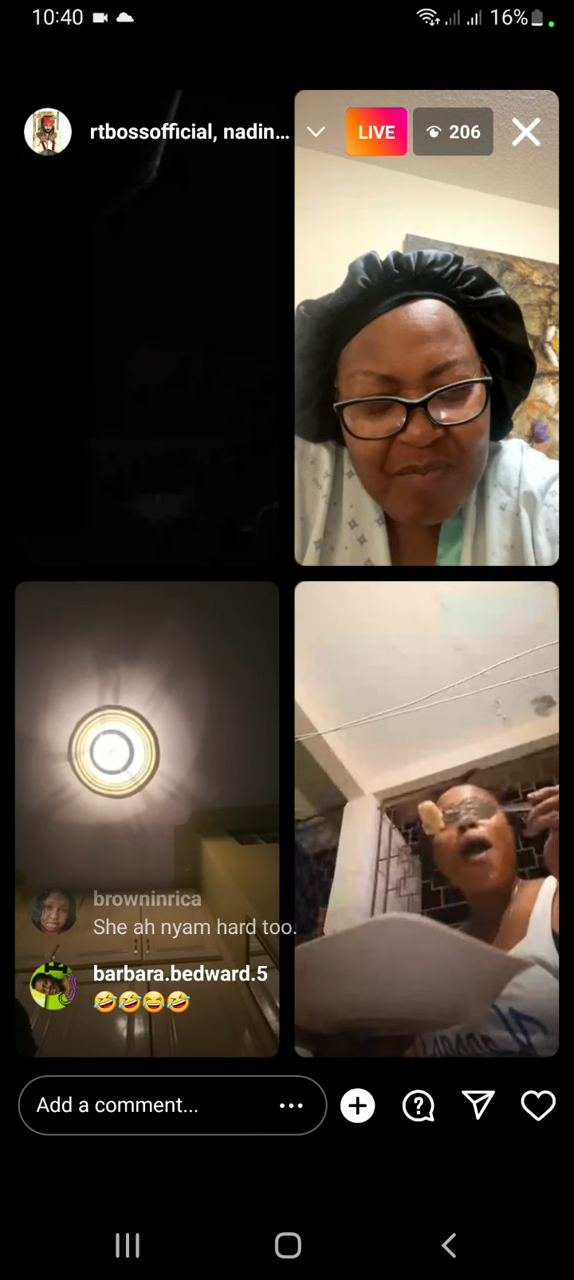 10:40
16%
rtbossofficial, nadin...
LIVE
206
browninrica
She ah nyam hard too.
barbara.bedward.5
🤣🤣😂🤣
Add a comment...